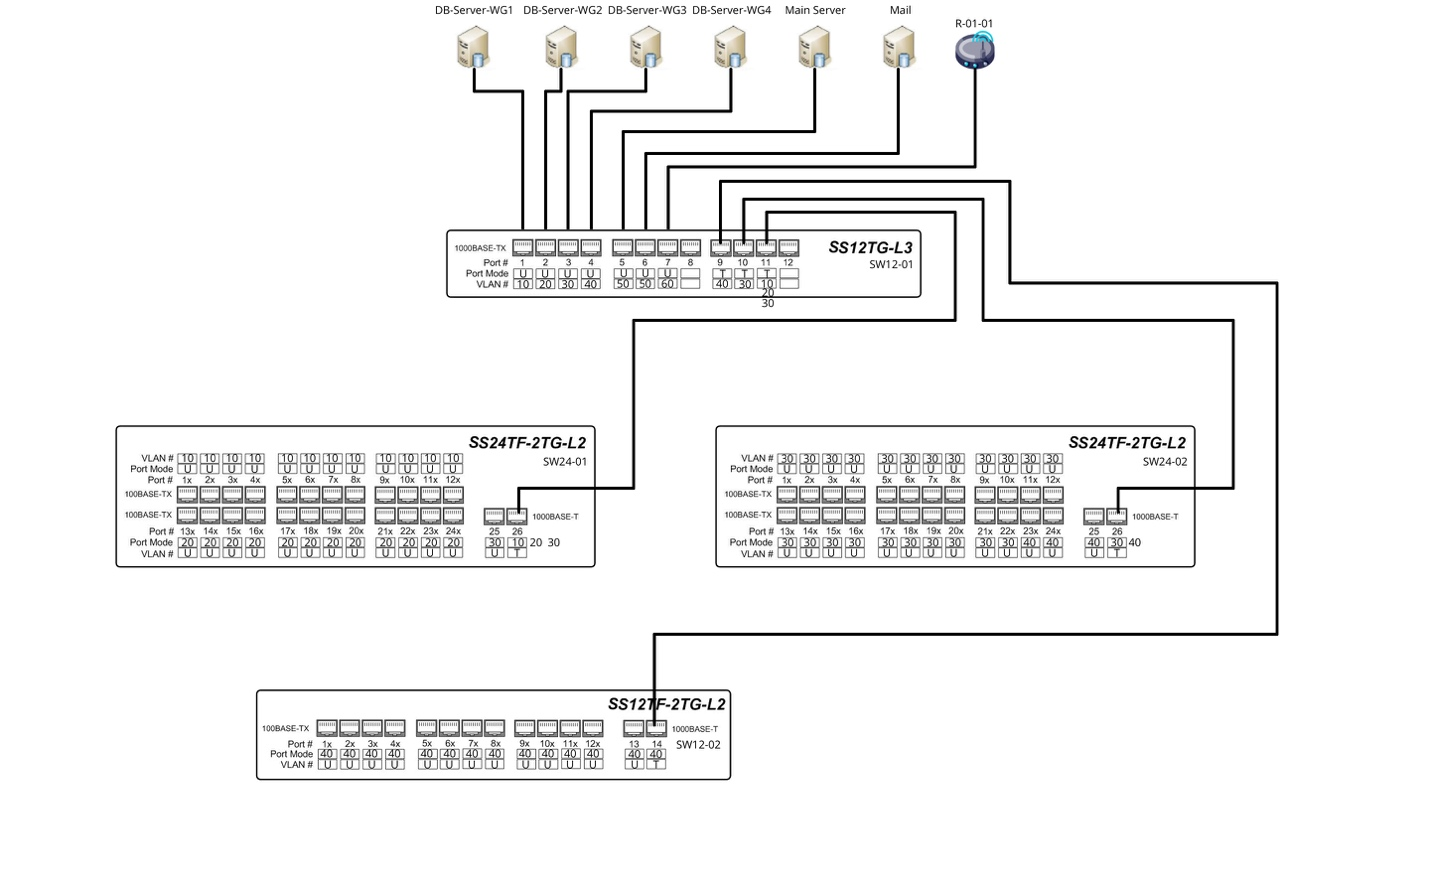 DB-Server-WG1 DB-Server-WG2 DB-Server-WG3 DB-Server-WG4 Main Server Mail
R-01-01
1000BASE-TX SS12TG-L3
Port # 1 2 3 4 5 6 7 8 9 10 11 12 SW12-01
Port Mode U U U U U U U T T T
VLAN # 10 20 30 40 50 50 60 40 30 10
20
30
SS24TF-2TG-L2
VLAN # 10 10 10 10 10 10 10 10 10 10 10 10 SW24-01
Port Mode U U U U U U U U U U U U
Port # 1x 2x 3x 4x 5x 6x 7x 8x 9x 10x 11x 12x
100BASE-TX
100BASE-TX 1000BASE-T
Port # 13x 14x 15x 16x 17x 18x 19x 20x 21x 22x 23x 24x 25 26
Port Mode 20 20 20 20 20 20 20 20 20 20 20 20 30 10 20 30
VLAN # U U U U U U U U U U U U U T
SS24TF-2TG-L2
VLAN # 30 30 30 30 30 30 30 30 30 30 30 30 SW24-02
Port Mode U U U U U U U U U U U U
Port # 1x 2x 3x 4x 5x 6x 7x 8x 9x 10x 11x 12x
100BASE-TX
100BASE-TX 1000BASE-T
Port # 13x 14x 15x 16x 17x 18x 19x 20x 21x 22x 23x 24x 25 26
Port Mode 30 30 30 30 30 30 30 30 30 30 40 40 40 30 40
VLAN # U U U U U U U U U U U U U T
SS12TF-2TG-L2
100BASE-TX 1000BASE-T
Port # 1x 2x 3x 4x 5x 6x 7x 8x 9x 10x 11x 12x 13 14 SW12-02
Port Mode 40 40 40 40 40 40 40 40 40 40 40 40 40 40
VLAN # U U U U U U U U U U U U U T